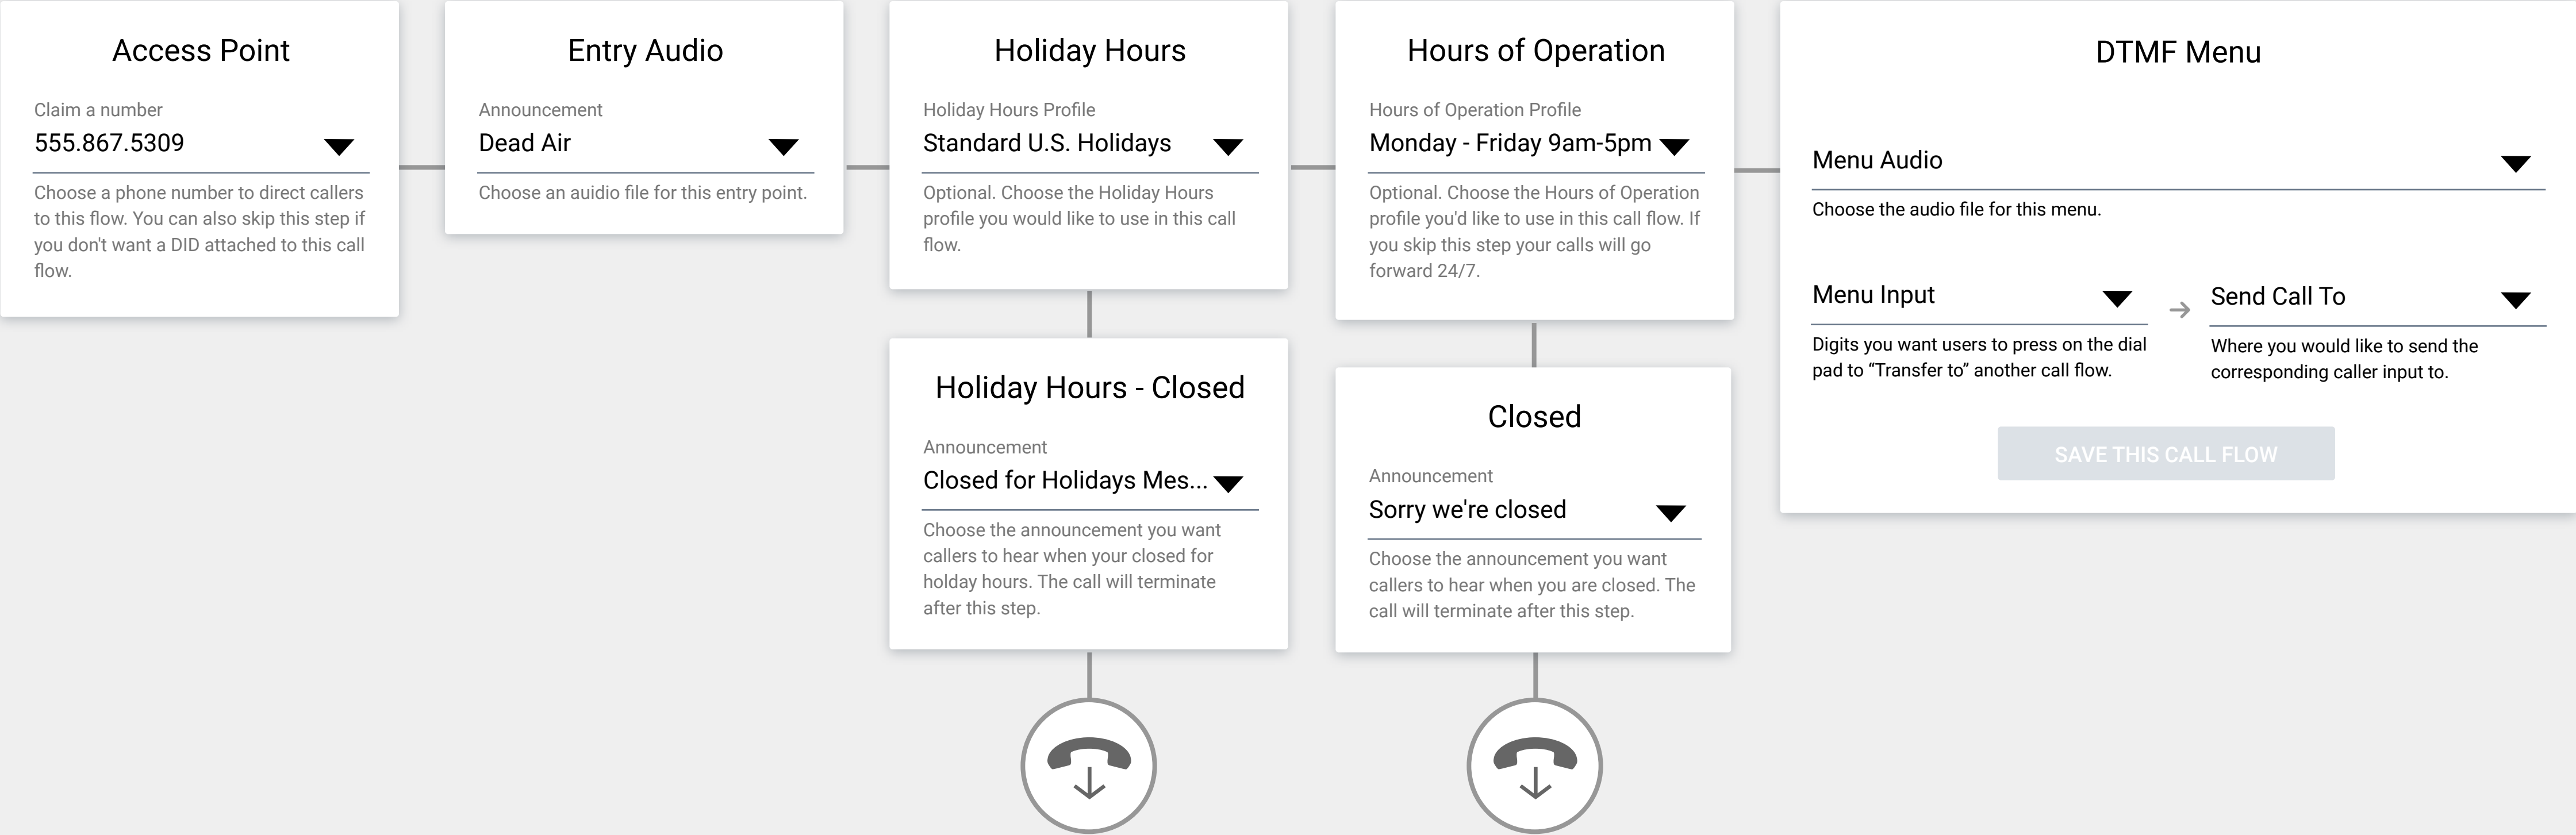 Access Point
Claim a number
555.867.5309
Choose a phone number to direct callers
to this flow. You can also skip this step if
you don't want a DID attached to this call
flow.
Entry Audio
Announcement
Dead Air
Choose an auidio file for this entry point.
Holiday Hours
Holiday Hours Profile
Standard U.S. Holidays
Optional. Choose the Holiday Hours
profile you would like to use in this call
flow.
Holiday Hours - Closed
Announcement
Closed for Holidays Mes...
Choose the announcement you want
callers to hear when your closed for
holday hours. The call will terminate
after this step.
Hours of Operation
Hours of Operation Profile
Monday - Friday 9am-5pm
Optional. Choose the Hours of Operation
profile you'd like to use in this call flow. If
you skip this step your calls will go
forward 24/7.
Closed
Announcement
Sorry we're closed
Choose the announcement you want
callers to hear when you are closed. The
call will terminate after this step.
DTMF Menu
Menu Audio
Choose the audio file for this menu.
Menu Input
Digits you want users to press on the dial
pad to “Transfer to” another call flow.
Send Call To
Where you would like to send the
corresponding caller input to.
SAVE THIS CALL FLOW